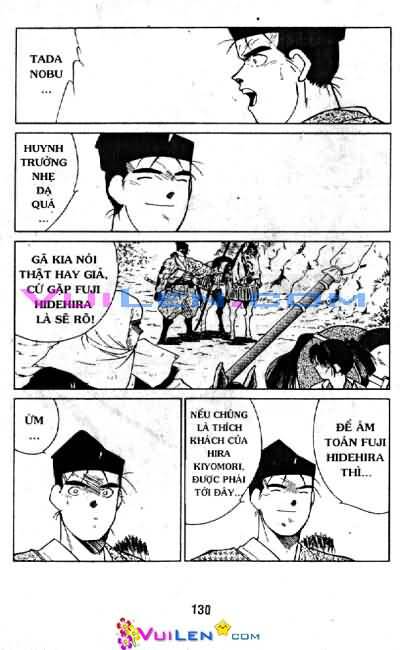 TADA
NOBU
...
HUYNH
TRƯỞNG
NHẸ
DẠ
QUÁ
...
GÃ KIA NÓI
THẬT HAY GIẢ,
CỨ GẶP FUJI
HIDEHIRA
LÀ SẼ RÕ!
VUILEN.COM
ỪM
...
NẾU CHÚNG
LÀ THÍCH
KHÁCH CỦA
HIRA
KIYOMORI,
ĐƯỢC PHÁI
TỚI ĐÂY...
ĐỂ ÁM
TOÁN FUJI
HIDEHIRA
THÌ...
130
VUILEN.COM